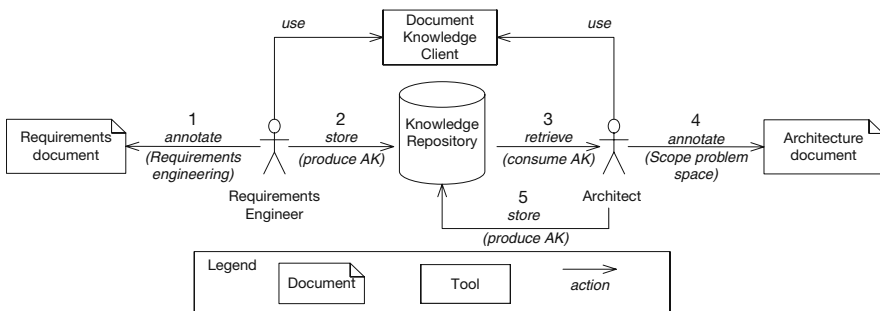 use
Document
Knowledge
Client
use
1
annotate
(Requirements
engineering)
2
store
(produce AK)
Knowledge
Repository
3
retrieve
(consume AK)
4
annotate
(Scope problem
space)
Requirements
document
Architecture
document
Requirements
Engineer
5
store
(produce AK)
Architect
Legend
Document
Tool
action